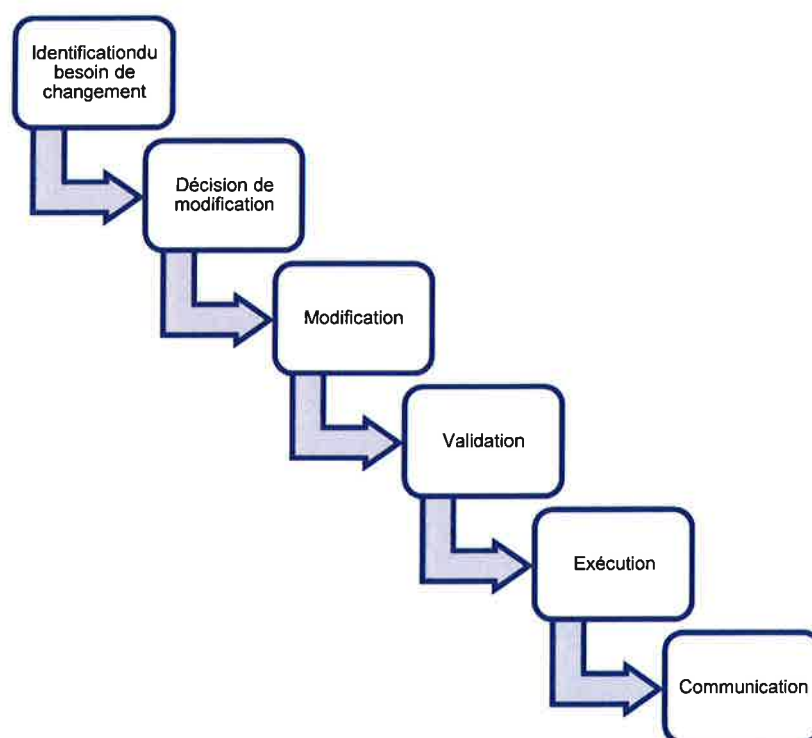 Identificationdu
besoin de
changement
Décision de
modification
Modification
Validation
Exécution
Communication